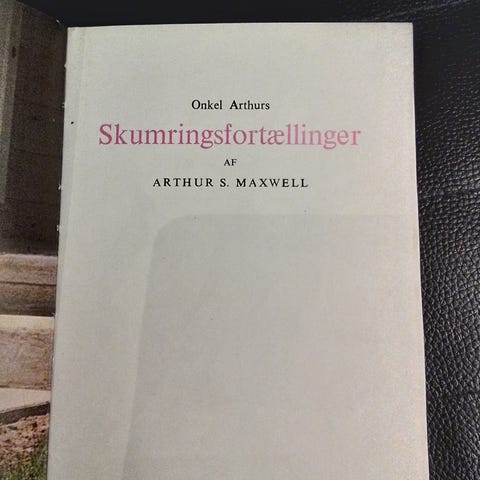 Onkel Arthurs
Skumringsfortællinger
AF
ARTHUR S. MAXWELL